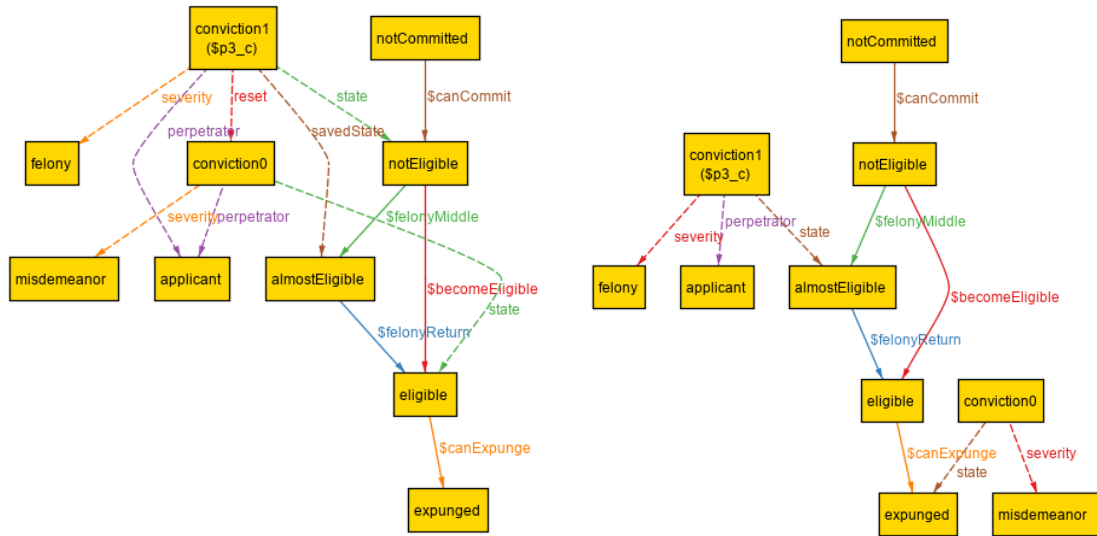 conviction1
($p3_c)
notCommitted
severity
reset
state
$canCommit
perpetrator
savedState
felony
conviction0
notEligible
severity
perpetrator
$felonyMiddle
misdemeanor
applicant
almostEligible
$becomeEligible
state
$felonyReturn
eligible
$canExpunge
expunged
notCommitted
$canCommit
conviction1
($p3_c)
notEligible
severity
perpetrator
state
$felonyMiddle
felony
applicant
almostEligible
$becomeEligible
$felonyReturn
eligible
conviction0
$canExpunge
state
severity
expunged
misdemeanor